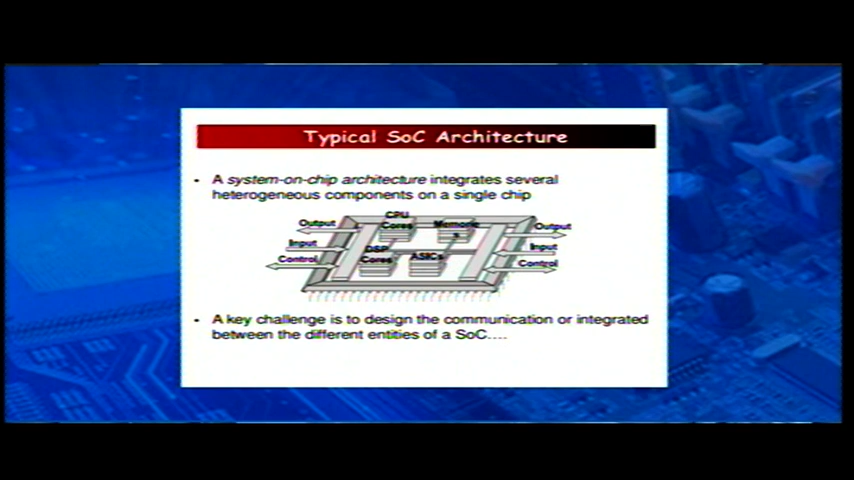 Typical SoC Architecture
• A system-on-chip architecture integrates several
heterogeneous components on a single chip
Output
Input
Control
CPU
Cores
Memorie
s
DSP
Cores
ASICs
Output
Input
Control
• A key challenge is to design the communication or integrated
between the different entities of a SoC....